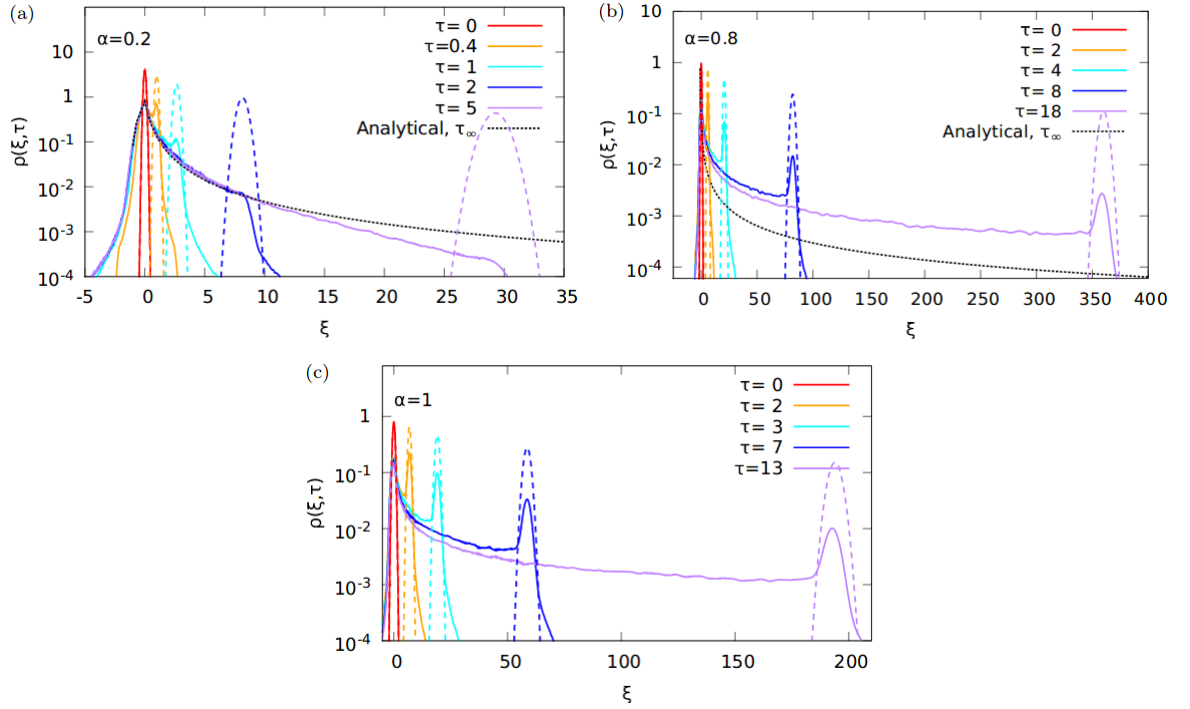 (a)
α=0.2
τ= 0
τ=0.4
τ= 1
τ= 2
τ= 5
Analytical, τ∞
ρ(ξ,τ)
10
1
10-1
10-2
10-3
10-4
-5 0 5 10 15 20 25 30 35
ξ
(b)
α=0.8
τ= 0
τ= 2
τ= 4
τ= 8
τ=18
Analytical, τ∞
ρ(ξ,τ)
10
1
10-1
10-2
10-3
10-4
0 50 100 150 200 250 300 350 400
ξ
(c)
α=1
τ= 0
τ= 2
τ= 3
τ= 7
τ=13
ρ(ξ,τ)
1
10-1
10-2
10-3
10-4
0 50 100 150 200
ξ